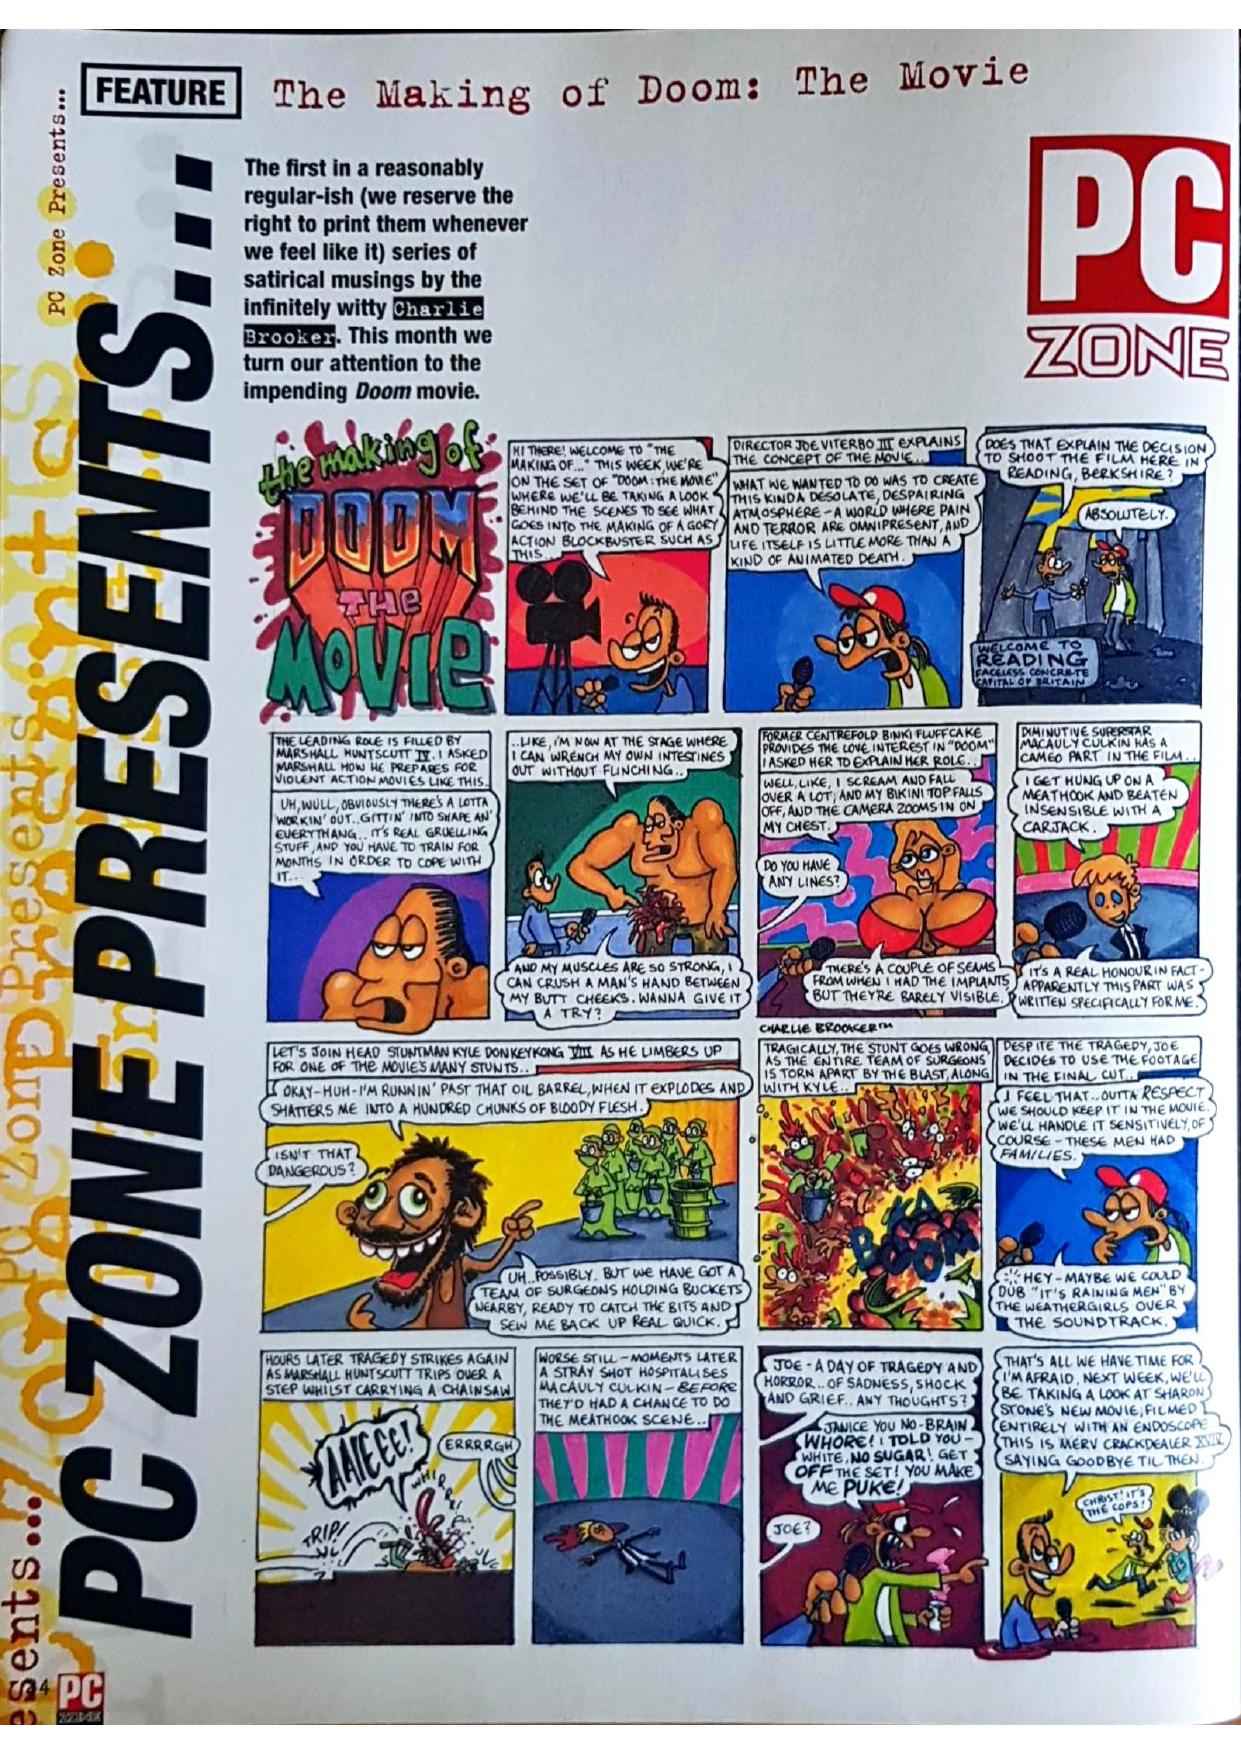 FEATURE
The Making of Doom: The Movie
PC Zone Presents...
PC ZONE PRESENTS...
The first in a reasonably
regular-ish (we reserve the
right to print them whenever
we feel like it) series of
satirical musings by the
infinitely witty Charlie
Brooker. This month we
turn our attention to the
impending Doom movie.
PC
ZONE
the making of
DOOM
THE
MOVIE
HI THERE! WELCOME TO "THE
MAKING OF..." THIS WEEK, WE'RE
ON THE SET OF "DOOM: THE MOVIE"
WHERE WE'LL BE TAKING A LOOK
BEHIND THE SCENES TO SEE WHAT
GOES INTO THE MAKING OF A GORY
ACTION BLOCKBUSTER SUCH AS
THIS...
DIRECTOR JOE VITERBO III EXPLAINS
THE CONCEPT OF THE MOVIE...
WHAT WE WANTED TO DO WAS TO CREATE
THIS KINDA DESOLATE, DESPAIRING
ATMOSPHERE - A WORLD WHERE PAIN
AND TERROR ARE OMNIPRESENT, AND
LIFE ITSELF IS LITTLE MORE THAN A
KIND OF ANIMATED DEATH.
DOES THAT EXPLAIN THE DECISION
TO SHOOT THE FILM HERE IN
READING, BERKSHIRE?
ABSOLUTELY.
WELCOME TO
READING
FACELESS CONCRETE
CAPITAL OF BRITAIN
THE LEADING ROLE IS FILLED BY
MARSHALL HUNTSCOTT IV. I ASKED
MARSHALL HOW HE PREPARES FOR
VIOLENT ACTION MOVIES LIKE THIS..
UH, WULL, OBVIOUSLY THERE'S A LOTTA
WORKIN' OUT.. GITTIN' INTO SHAPE AN'
EVERYTHANG.. IT'S REAL GRUELLING
STUFF, AND YOU HAVE TO TRAIN FOR
MONTHS IN ORDER TO COPE WITH
IT...
..LIKE, I'M NOW AT THE STAGE WHERE
I CAN WRENCH MY OWN INTESTINES
OUT WITHOUT FLINCHING..
AND MY MUSCLES ARE SO STRONG, I
CAN CRUSH A MAN'S HAND BETWEEN
MY BUTT CHEEKS. WANNA GIVE IT
A TRY?
FORMER CENTREFOLD BINKI FLUFFCAKE
PROVIDES THE LOVE INTEREST IN "DOOM"
I ASKED HER TO EXPLAIN HER ROLE..
WELL, LIKE, I SCREAM AND FALL
OVER A LOT, AND MY BIKINI TOP FALLS
OFF, AND THE CAMERA ZOOMS IN ON
MY CHEST.
DO YOU HAVE
ANY LINES?
THERE'S A COUPLE OF SEAMS
FROM WHEN I HAD THE IMPLANTS
BUT THEY'RE BARELY VISIBLE.
DIMINUTIVE SUPERSTAR
MACAULY CULKIN HAS A
CAMEO PART IN THE FILM...
I GET HUNG UP ON A
MEATHOOK AND BEATEN
INSENSIBLE WITH A
CARJACK.
IT'S A REAL HONOUR IN FACT-
APPARENTLY THIS PART WAS
WRITTEN SPECIFICALLY FOR ME.
CHARLIE BROOKER™
LET'S JOIN HEAD STUNTMAN KYLE DONKEYKONG VIII AS HE LIMBERS UP
FOR ONE OF THE MOVIE'S MANY STUNTS...
OKAY-HUH-I'M RUNNIN' PAST THAT OIL BARREL, WHEN IT EXPLODES AND
SHATTERS ME INTO A HUNDRED CHUNKS OF BLOODY FLESH.
ISN'T THAT
DANGEROUS?
UH...POSSIBLY. BUT WE HAVE GOT A
TEAM OF SURGEONS HOLDING BUCKETS
NEARBY, READY TO CATCH THE BITS AND
SEW ME BACK UP REAL QUICK.
TRAGICALLY, THE STUNT GOES WRONG,
AS THE ENTIRE TEAM OF SURGEONS
IS TORN APART BY THE BLAST, ALONG
WITH KYLE...
KA
BOOM
DESPITE THE TRAGEDY, JOE
DECIDES TO USE THE FOOTAGE
IN THE FINAL CUT...
I FEEL THAT.. OUTTA RESPECT
WE SHOULD KEEP IT IN THE MOVIE.
WE'LL HANDLE IT SENSITIVELY, OF
COURSE - THESE MEN HAD
FAMILIES.
HEY - MAYBE WE COULD
DUB "IT'S RAINING MEN" BY
THE WEATHERGIRLS OVER
THE SOUNDTRACK.
HOURS LATER TRAGEDY STRIKES AGAIN
AS MARSHALL HUNTSCOTT TRIPS OVER A
STEP WHILST CARRYING A CHAINSAW
AAIEEE!
ERRRRGH
WHIRRR!
TRIP!
WORSE STILL - MOMENTS LATER
A STRAY SHOT HOSPITALISES
MACAULY CULKIN - BEFORE
THEY'D HAD A CHANCE TO DO
THE MEATHOOK SCENE...
JOE - A DAY OF TRAGEDY AND
HORROR... OF SADNESS, SHOCK
AND GRIEF.. ANY THOUGHTS?
JANICE YOU NO-BRAIN
WHORE! I TOLD YOU -
WHITE, NO SUGAR! GET
OFF THE SET! YOU MAKE
ME PUKE!
JOE?
THAT'S ALL WE HAVE TIME FOR
I'M AFRAID. NEXT WEEK, WE'LL
BE TAKING A LOOK AT SHARON
STONE'S NEW MOVIE, FILMED
ENTIRELY WITH AN ENDOSCOPE
THIS IS MERV CRACKDEALER
SAYING GOODBYE TIL THEN.
CHRIST! IT'S
THE COPS!
PC